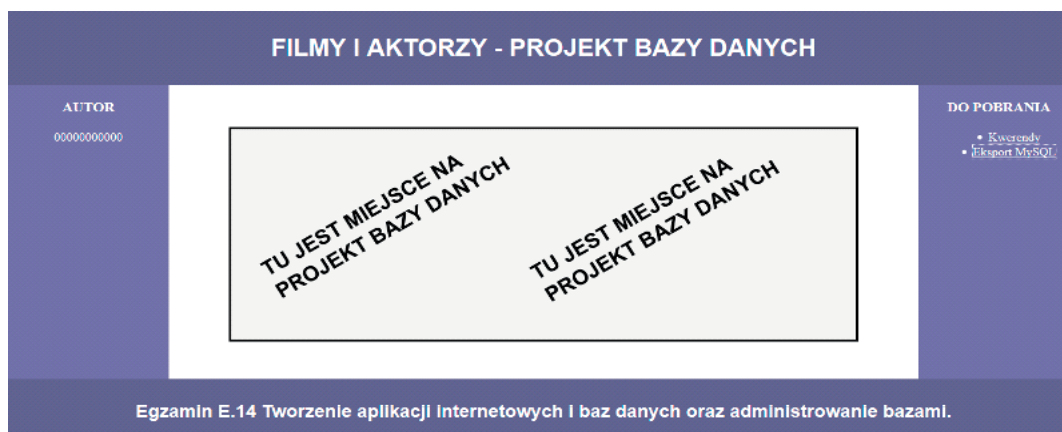 FILMY I AKTORZY - PROJEKT BAZY DANYCH
AUTOR
00000000000
TU JEST MIEJSCE NA
PROJEKT BAZY DANYCH
TU JEST MIEJSCE NA
PROJEKT BAZY DANYCH
DO POBRANIA
• Kwerendy
• Eksport MySQL
Egzamin E.14 Tworzenie aplikacji internetowych i baz danych oraz administrowanie bazami.